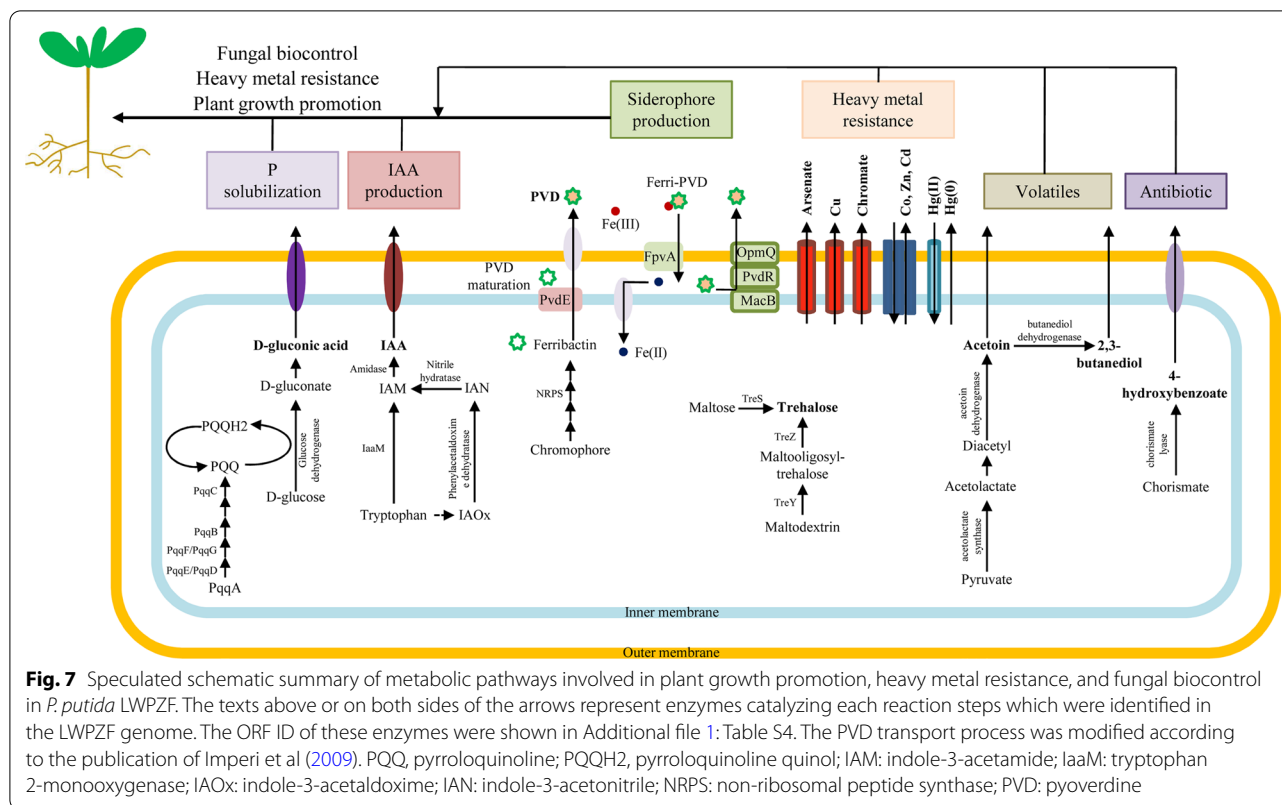 Fungal biocontrol
Heavy metal resistance
Plant growth promotion
Siderophore
production
Heavy metal
resistance
P
solubilization
IAA
production
Volatiles
Antibiotic
PVD
Fe(III)
Ferri-PVD
Arsenate
Cu
Chromate
Co, Zn, Cd
Hg(II)
Hg(0)
PVD
maturation
PvdE
FpvA
OpmQ
PvdR
MacB
Ferribactin
Fe(II)
NRPS
Chromophore
D-gluconic acid
D-gluconate
Glucose
dehydrogenase
D-glucose
PQQH2
PQQ
PqqC
PqqB
PqqF/PqqG
PqqE/PqqD
PqqA
IAA
Amidase
IAM
Nitrile
hydratase
IAN
IaaM
Phenylacetaldoxim
e dehydratase
Tryptophan
IAOx
Maltose
TreS
Trehalose
TreZ
Maltooligosyl-
trehalose
TreY
Maltodextrin
Acetoin
butanediol
dehydrogenase
2,3-
butanediol
acetoin
dehydrogenase
Diacetyl
Acetolactate
acetolactate
synthase
Pyruvate
4-
hydroxybenzoate
chorismate
lyase
Chorismate
Inner membrane
Outer membrane
Fig. 7 Speculated schematic summary of metabolic pathways involved in plant growth promotion, heavy metal resistance, and fungal biocontrol
in P. putida LWPZF. The texts above or on both sides of the arrows represent enzymes catalyzing each reaction steps which were identified in
the LWPZF genome. The ORF ID of these enzymes were shown in Additional file 1: Table S4. The PVD transport process was modified according
to the publication of Imperi et al (2009). PQQ, pyrroloquinoline; PQQH2, pyrroloquinoline quinol; IAM: indole-3-acetamide; IaaM: tryptophan
2-monooxygenase; IAOx: indole-3-acetaldoxime; IAN: indole-3-acetonitrile; NRPS: non-ribosomal peptide synthase; PVD: pyoverdine